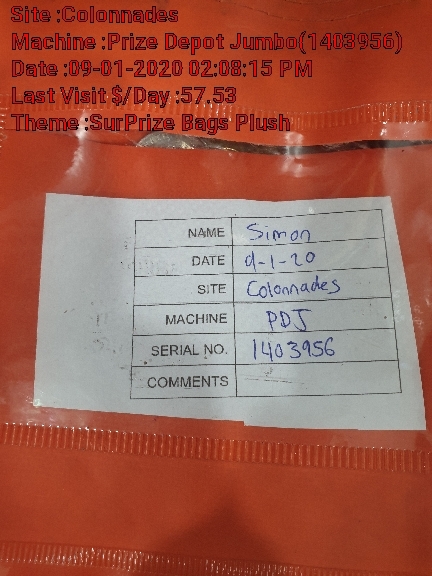 Site :Colonnades
Machine :Prize Depot Jumbo(1403956)
Date :09-01-2020 02:08:15 PM
Last Visit $/Day :57.53
Theme :SurPrize Bags Plush
NAME Simon
DATE 9-1-20
SITE Colonnades
MACHINE PDJ
SERIAL NO. 1403956
COMMENTS